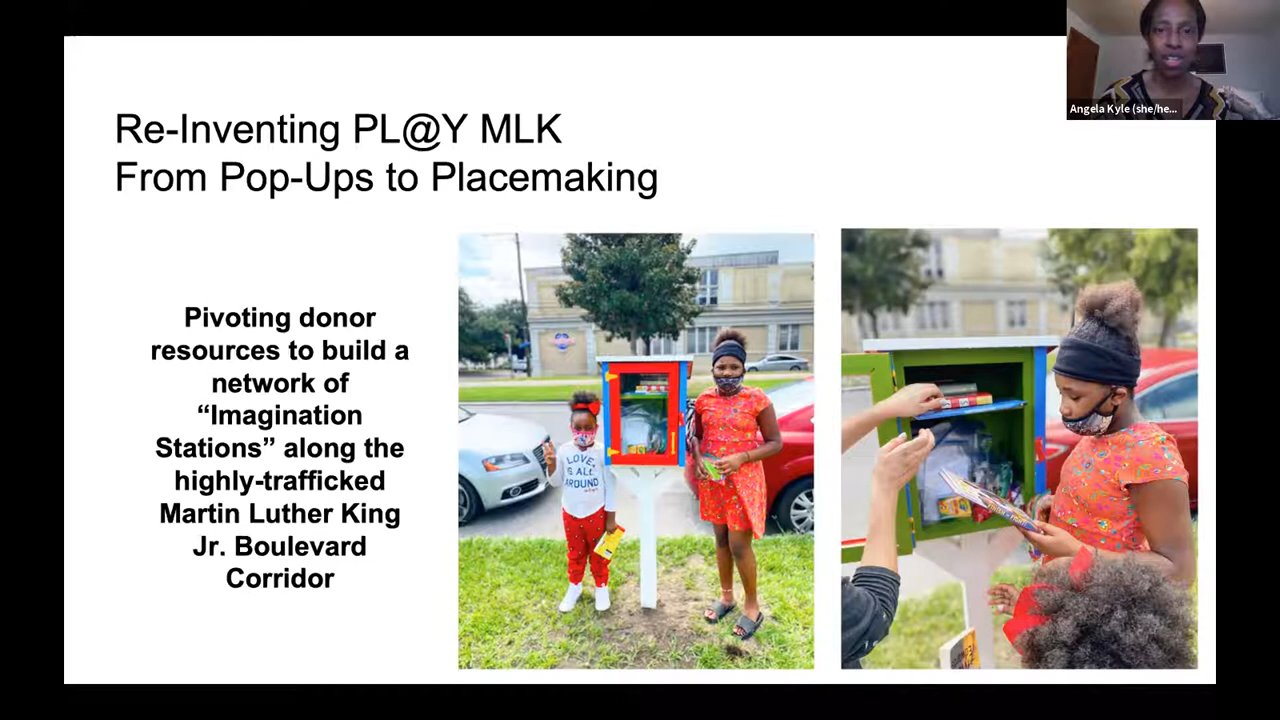 Angela Kyle (she/he...
Re-Inventing PL@Y MLK
From Pop-Ups to Placemaking
Pivoting donor
resources to build a
network of
“Imagination
Stations” along the
highly-trafficked
Martin Luther King
Jr. Boulevard
Corridor
LOVE
IS ALL
AROUND